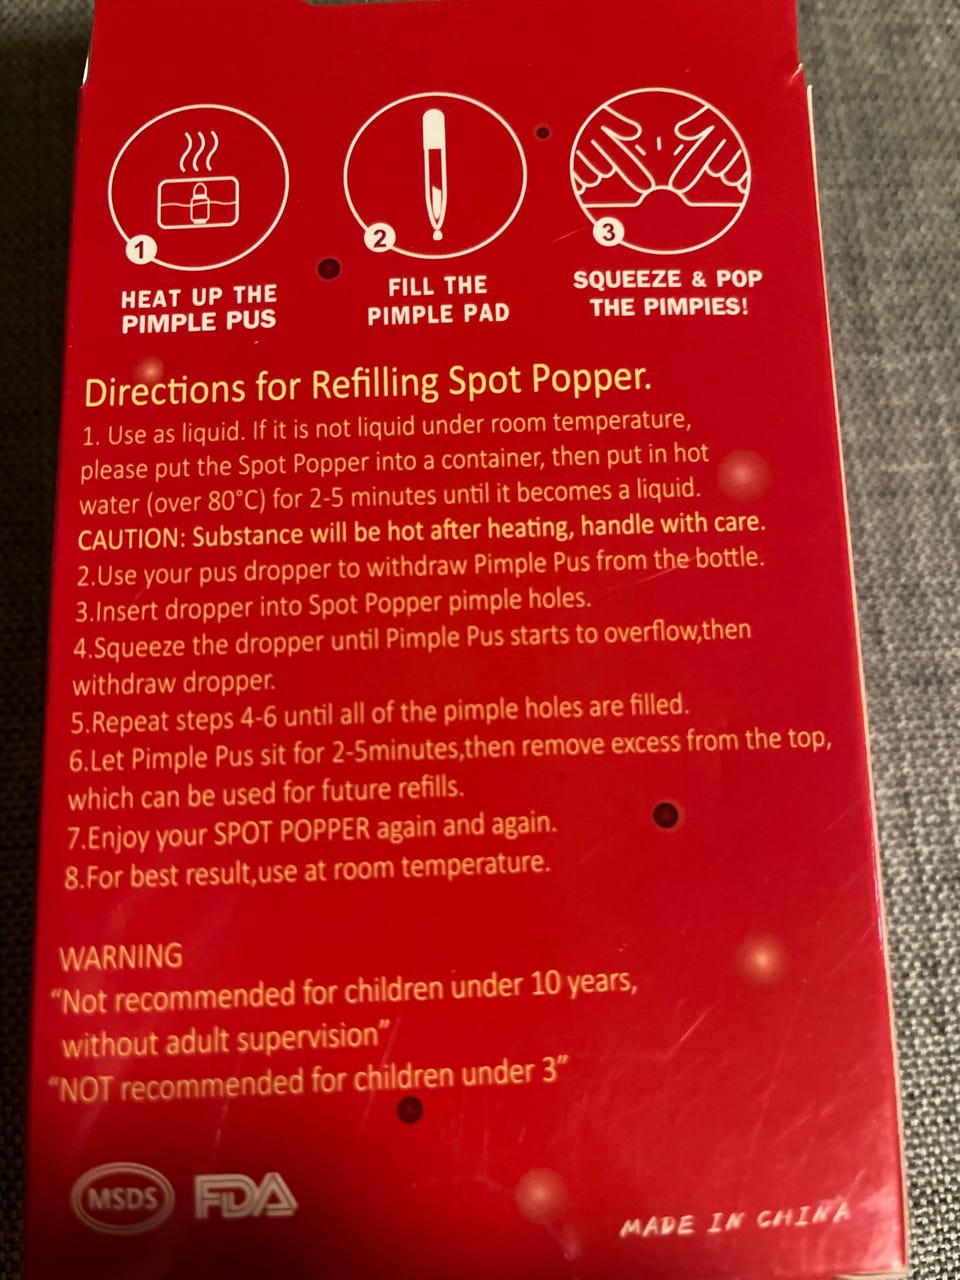 1
HEAT UP THE
PIMPLE PUS
2
FILL THE
PIMPLE PAD
3
SQUEEZE & POP
THE PIMPIES!
Directions for Refilling Spot Popper.
1. Use as liquid. If it is not liquid under room temperature,
please put the Spot Popper into a container, then put in hot
water (over 80°C) for 2-5 minutes until it becomes a liquid.
CAUTION: Substance will be hot after heating, handle with care.
2.Use your pus dropper to withdraw Pimple Pus from the bottle.
3.Insert dropper into Spot Popper pimple holes.
4.Squeeze the dropper until Pimple Pus starts to overflow,then
withdraw dropper.
5.Repeat steps 4-6 until all of the pimple holes are filled.
6.Let Pimple Pus sit for 2-5minutes,then remove excess from the top,
which can be used for future refills.
7.Enjoy your SPOT POPPER again and again.
8.For best result,use at room temperature.
WARNING
“Not recommended for children under 10 years,
without adult supervision”
“NOT recommended for children under 3”
MSDS FDA
MADE IN CHINA